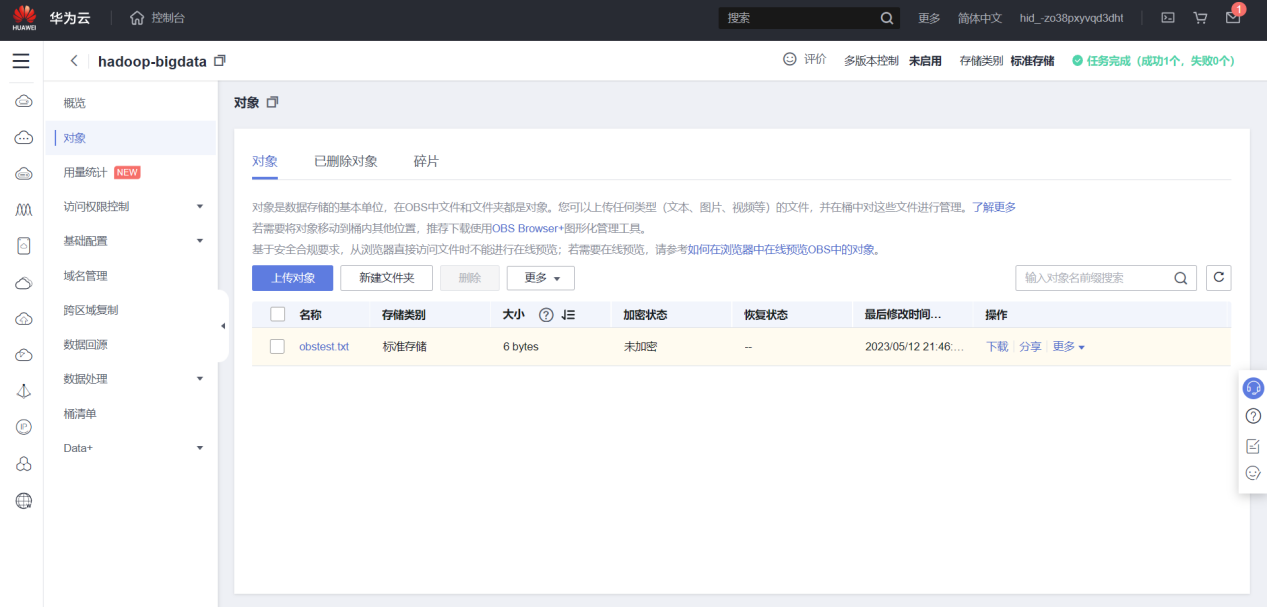 HUAWEI 华为云 控制台 搜索 更多 简体中文 hid_-zo38pxyvqd3dht 1
hadoop-bigdata 评价 多版本控制 未启用 存储类别 标准存储 任务完成（成功1个，失败0个）
概览
对象
用量统计 NEW
访问权限控制
基础配置
域名管理
跨区域复制
数据回源
数据处理
桶清单
Data+
对象
对象 已删除对象 碎片
对象是数据存储的基本单位，在OBS中文件和文件夹都是对象。您可以上传任何类型（文本、图片、视频等）的文件，并在桶中对这些文件进行管理。了解更多
若需要将对象移动到桶内其他位置，推荐下载使用OBS Browser+图形化管理工具。
基于安全合规要求，从浏览器直接访问文件时不能进行在线预览；若需要在线预览，请参考如何在浏览器中在线预览OBS中的对象。
上传对象 新建文件夹 删除 更多 输入对象名前缀搜索
名称 存储类别 大小 加密状态 恢复状态 最后修改时间... 操作
obstest.txt 标准存储 6 bytes 未加密 -- 2023/05/12 21:46:... 下载 分享 更多